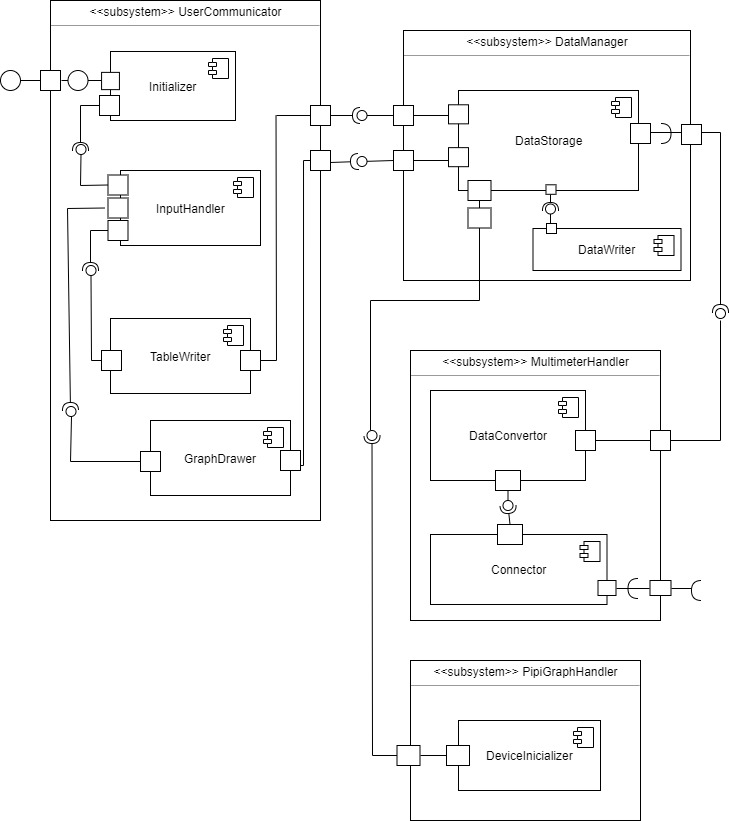 <<subsystem>> UserCommunicator
Initializer
InputHandler
TableWriter
GraphDrawer
<<subsystem>> DataManager
DataStorage
DataWriter
<<subsystem>> MultimeterHandler
DataConvertor
Connector
<<subsystem>> PipiGraphHandler
DeviceInicializer